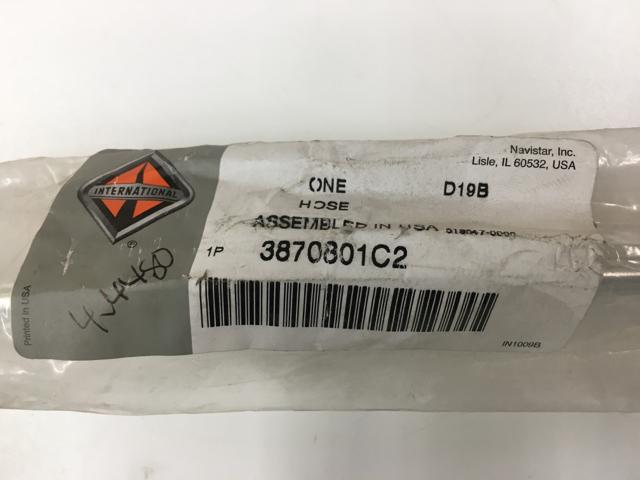 Navistar, Inc.
Lisle, IL 60532, USA
INTERNATIONAL
®
ONE D19B
HOSE
ASSEMBLED IN USA
1P 3870801C2
Printed in USA
IN1009B